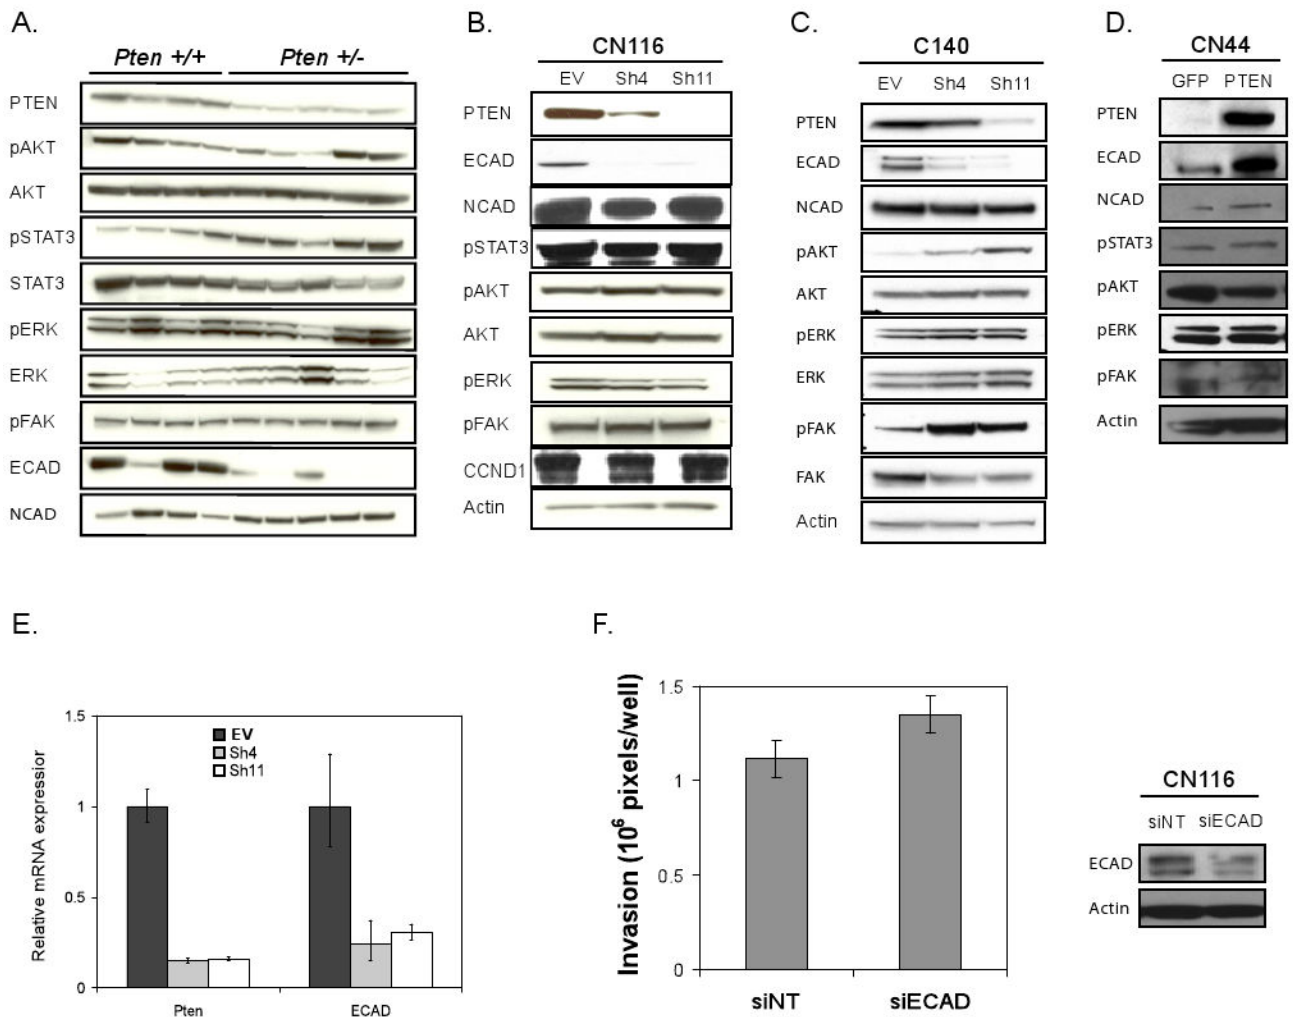 A.
Pten +/+ Pten +/-
PTEN
pAKT
AKT
pSTAT3
STAT3
pERK
ERK
pFAK
ECAD
NCAD
B.
CN116
EV Sh4 Sh11
PTEN
ECAD
NCAD
pSTAT3
pAKT
AKT
pERK
pFAK
CCND1
Actin
C.
C140
EV Sh4 Sh11
PTEN
ECAD
NCAD
pAKT
AKT
pERK
ERK
pFAK
FAK
Actin
D.
CN44
GFP PTEN
PTEN
ECAD
NCAD
pSTAT3
pAKT
pERK
pFAK
Actin
E.
Relative mRNA expressior
1.5
1
0.5
0
EV
Sh4
Sh11
Pten ECAD
F.
Invasion (10⁶ pixels/well)
1.5
1
0.5
0
siNT siECAD
CN116
siNT siECAD
ECAD
Actin